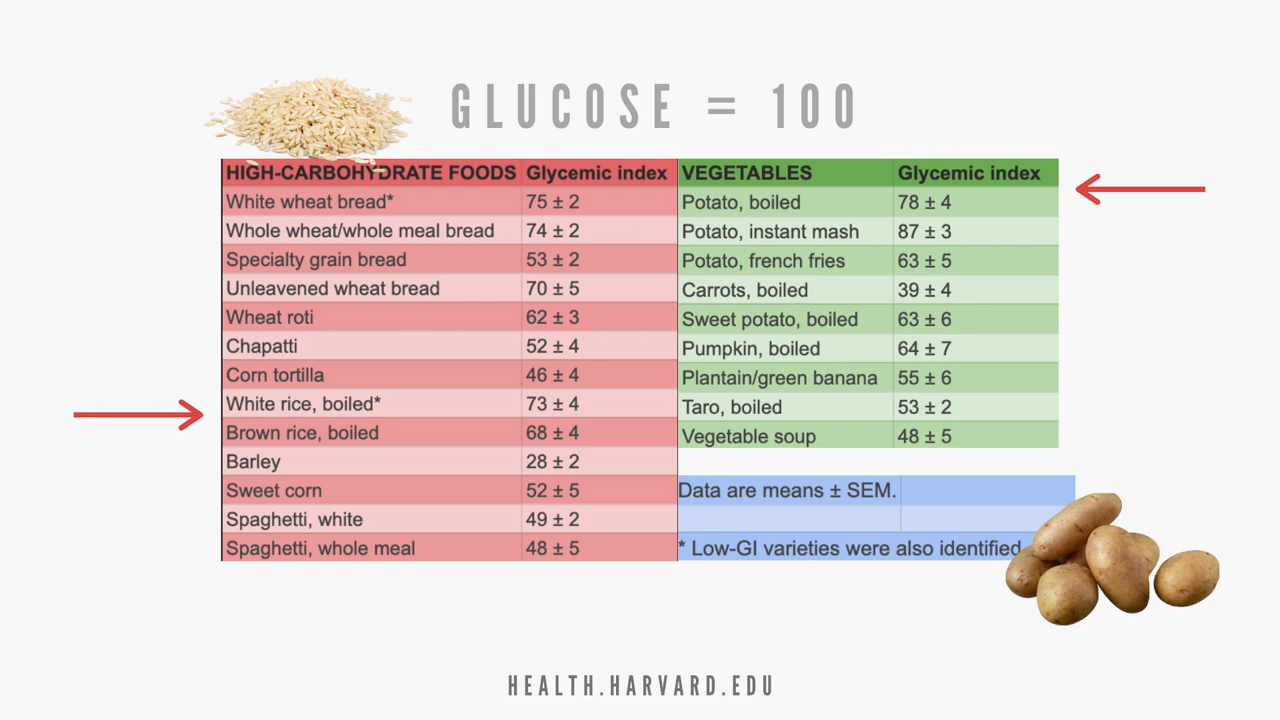 GLUCOSE = 100
HIGH-CARBOHYDRATE FOODS Glycemic index VEGETABLES Glycemic index
White wheat bread* 75 ± 2 Potato, boiled 78 ± 4
Whole wheat/whole meal bread 74 ± 2 Potato, instant mash 87 ± 3
Specialty grain bread 53 ± 2 Potato, french fries 63 ± 5
Unleavened wheat bread 70 ± 5 Carrots, boiled 39 ± 4
Wheat roti 62 ± 3 Sweet potato, boiled 63 ± 6
Chapatti 52 ± 4 Pumpkin, boiled 64 ± 7
Corn tortilla 46 ± 4 Plantain/green banana 55 ± 6
White rice, boiled* 73 ± 4 Taro, boiled 53 ± 2
Brown rice, boiled 68 ± 4 Vegetable soup 48 ± 5
Barley 28 ± 2
Sweet corn 52 ± 5 Data are means ± SEM.
Spaghetti, white 49 ± 2
Spaghetti, whole meal 48 ± 5 * Low-GI varieties were also identified
HEALTH.HARVARD.EDU